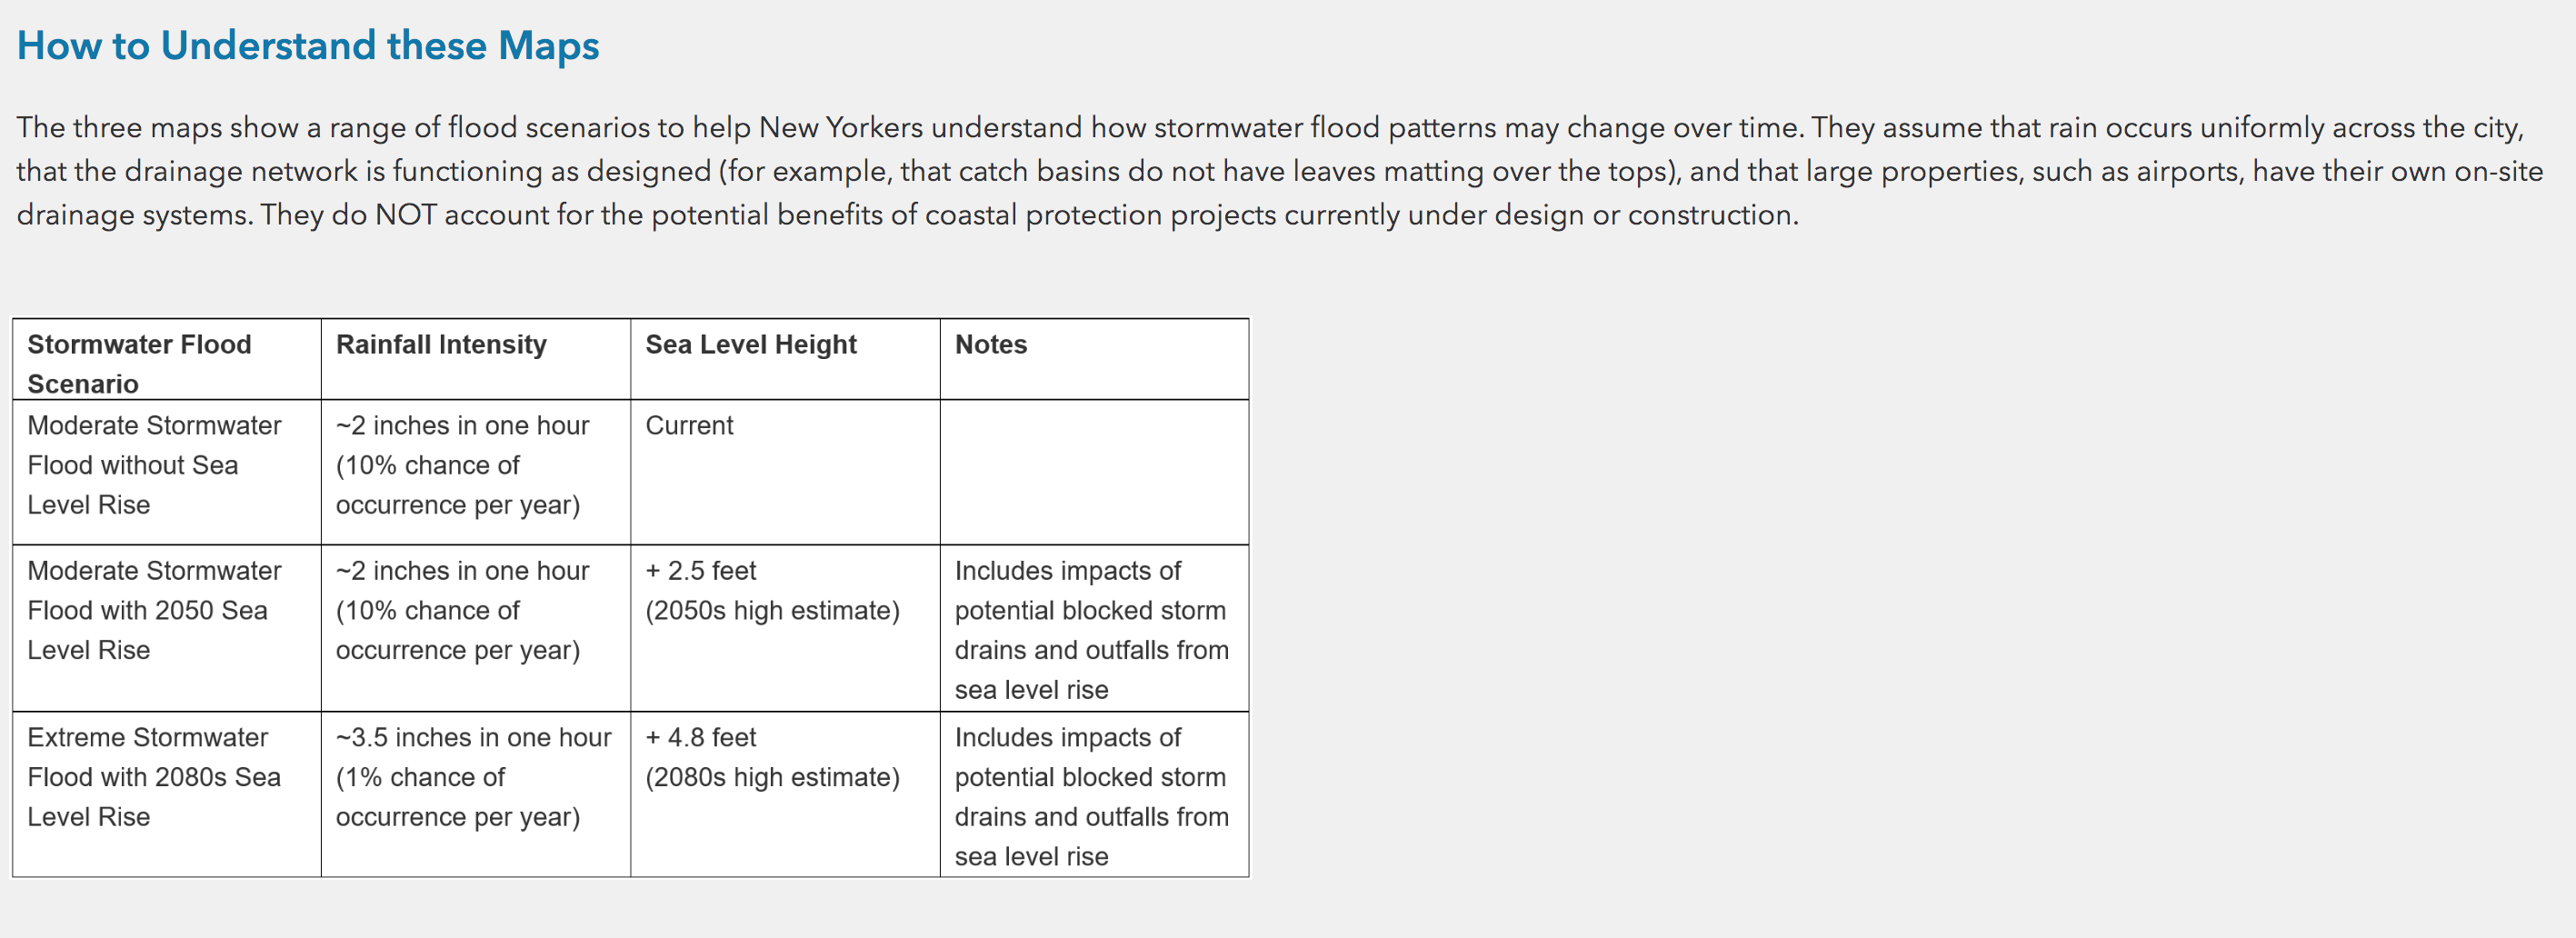 How to Understand these Maps
The three maps show a range of flood scenarios to help New Yorkers understand how stormwater flood patterns may change over time. They assume that rain occurs uniformly across the city,
that the drainage network is functioning as designed (for example, that catch basins do not have leaves matting over the tops), and that large properties, such as airports, have their own on-site
drainage systems. They do NOT account for the potential benefits of coastal protection projects currently under design or construction.
Stormwater Flood
Scenario
Rainfall Intensity
Sea Level Height
Notes
Moderate Stormwater
Flood without Sea
Level Rise
~2 inches in one hour
(10% chance of
occurrence per year)
Current
Moderate Stormwater
Flood with 2050 Sea
Level Rise
~2 inches in one hour
(10% chance of
occurrence per year)
+ 2.5 feet
(2050s high estimate)
Includes impacts of
potential blocked storm
drains and outfalls from
sea level rise
Extreme Stormwater
Flood with 2080s Sea
Level Rise
~3.5 inches in one hour
(1% chance of
occurrence per year)
+ 4.8 feet
(2080s high estimate)
Includes impacts of
potential blocked storm
drains and outfalls from
sea level rise